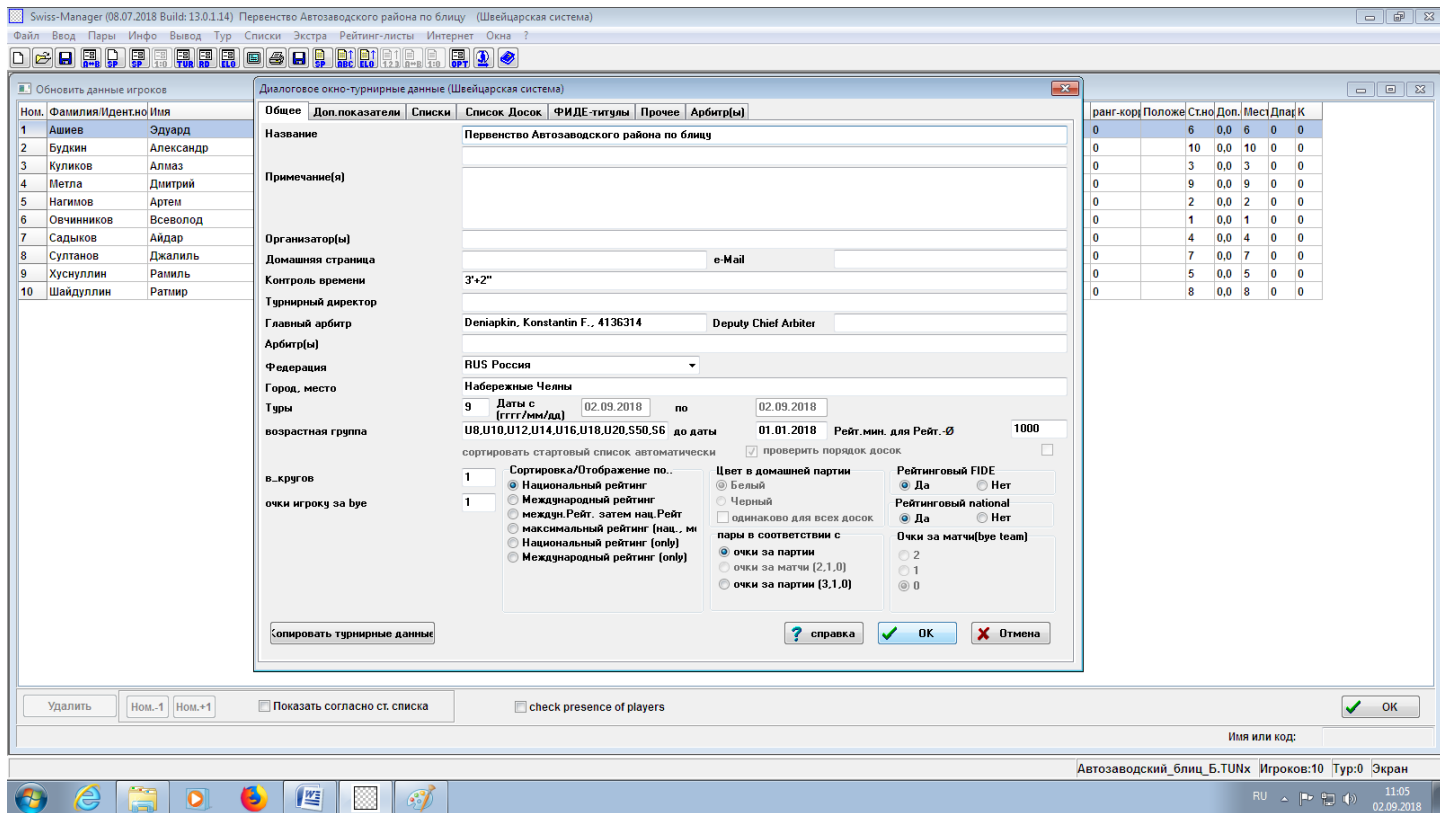 Swiss-Manager (08.07.2018 Build: 13.0.1.14) Первенство Автозаводского района по блицу (Швейцарская система)
Файл Ввод Пары Инфо Вывод Тур Списки Экстра Рейтинг-листы Интернет Окна ?
Обновить данные игроков
Диалоговое окно-турнирные данные (Швейцарская система)
Ном. Фамилия/Идент.но Имя
ранг-корр Положе Ст.но Доп. Мест Дпар К
1 Ашиев Эдуард 0 6 0,0 6 0 0
2 Будкин Александр 0 10 0,0 10 0 0
3 Куликов Алмаз 0 3 0,0 3 0 0
4 Метла Дмитрий 0 9 0,0 9 0 0
5 Нагимов Артем 0 2 0,0 2 0 0
6 Овчинников Всеволод 0 1 0,0 1 0 0
7 Садыков Айдар 0 4 0,0 4 0 0
8 Султанов Джалиль 0 7 0,0 7 0 0
9 Хуснуллин Рамиль 0 5 0,0 5 0 0
10 Шайдуллин Ратмир 0 8 0,0 8 0 0
Общее Доп.показатели Списки Список Досок ФИДЕ-титулы Прочее Арбитр(ы)
Название Первенство Автозаводского района по блицу
Примечание(я)
Организатор(ы)
Домашняя страница e-Mail
Контроль времени 3'+2"
Турнирный директор
Главный арбитр Deniapkin, Konstantin F., 4136314 Deputy Chief Arbiter
Арбитр(ы)
Федерация RUS Россия
Город, место Набережные Челны
Туры 9 Даты с (гггг/мм/дд) 02.09.2018 по 02.09.2018
возрастная группа U8,U10,U12,U14,U16,U18,U20,S50,S6 до даты 01.01.2018 Рейт.мин. для Рейт.-Ø 1000
сортировать стартовый список автоматически проверить порядок досок
в_кругов 1
очки игроку за bye 1
Сортировка/Отображение по..
Национальный рейтинг
Международный рейтинг
междун.Рейт. затем нац.Рейт
максимальный рейтинг (нац., ме
Национальный рейтинг (only)
Международный рейтинг (only)
Цвет в домашней партии
Белый
Черный
одинаково для всех досок
пары в соответствии с
очки за партии
очки за матчи (2,1,0)
очки за партии (3,1,0)
Рейтинговый FIDE
Да Нет
Рейтинговый national
Да Нет
Очки за матчи(bye team)
2
1
0
Копировать турнирные данные справка OK Отмена
Удалить Ном.-1 Ном.+1 Показать согласно ст. списка check presence of players OK
Имя или код:
Автозаводский_блиц_Б.TUNx Игроков:10 Тур:0 Экран
RU 11:05
02.09.2018